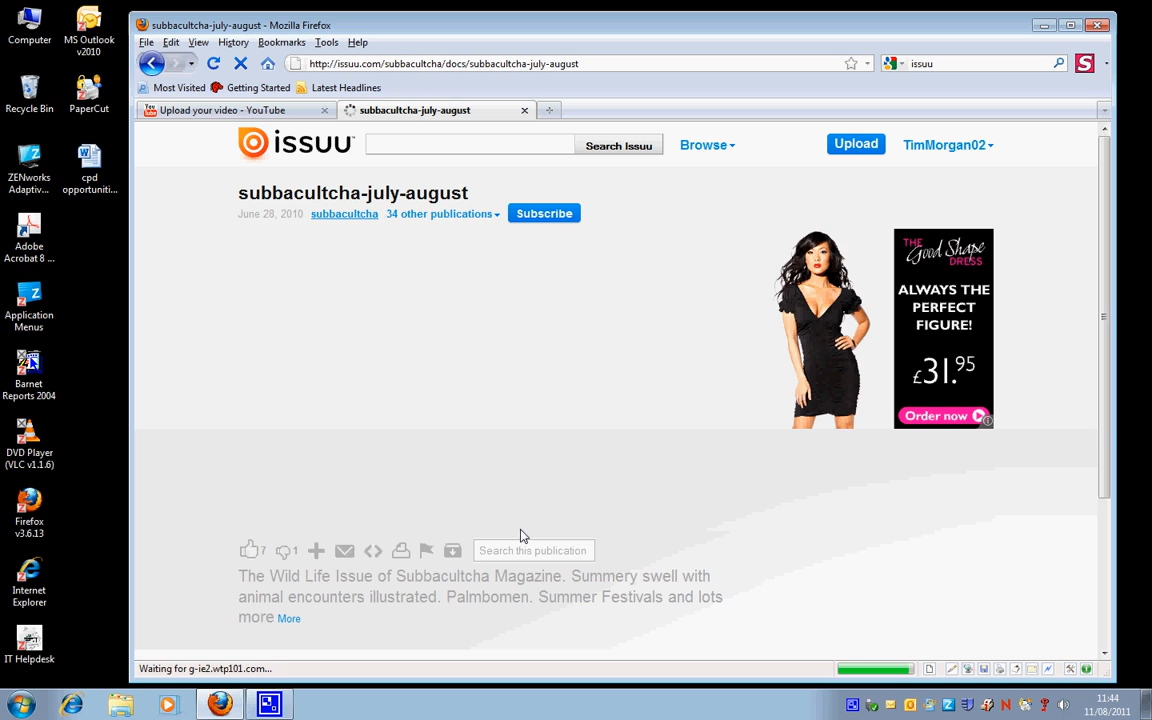 Computer
MS Outlook
v2010
Recycle Bin
PaperCut
ZENworks
Adaptiv...
cpd
opportuniti...
Adobe
Acrobat 8 ...
Application
Menus
Barnet
Reports 2004
DVD Player
(VLC v1.1.6)
Firefox
v3.6.13
Internet
Explorer
IT Helpdesk
subbacultcha-july-august - Mozilla Firefox
File Edit View History Bookmarks Tools Help
http://issuu.com/subbacultcha/docs/subbacultcha-july-august
issuu
S
Most Visited Getting Started Latest Headlines
Upload your video - YouTube
subbacultcha-july-august
issuu™
Search Issuu
Browse
Upload
TimMorgan02
subbacultcha-july-august
June 28, 2010 subbacultcha 34 other publications Subscribe
THE
Good Shape
DRESS
ALWAYS THE
PERFECT
FIGURE!
£31.95
Order now
7 1 Search this publication
The Wild Life Issue of Subbacultcha Magazine. Summery swell with
animal encounters illustrated. Palmbomen. Summer Festivals and lots
more More
Waiting for g-ie2.wtp101.com...
11:44
11/08/2011